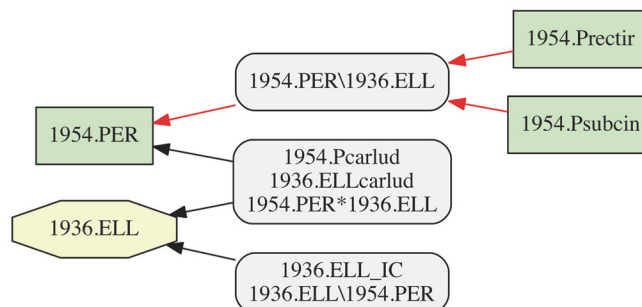 1954.Prectir
1954.PER\1936.ELL
1954.Psubcin
1954.PER
1954.Pcarlud
1936.ELLcarlud
1954.PER*1936.ELL
1936.ELL
1936.ELL_IC
1936.ELL\1954.PER